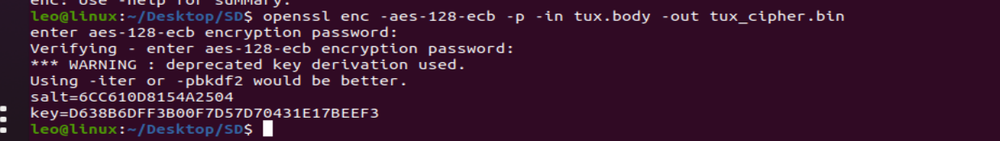 enc: Use -help for summary.
leo@linux:~/Desktop/SD$ openssl enc -aes-128-ecb -p -in tux.body -out tux_cipher.bin
enter aes-128-ecb encryption password:
Verifying - enter aes-128-ecb encryption password:
*** WARNING : deprecated key derivation used.
Using -iter or -pbkdf2 would be better.
salt=6CC610D8154A2504
key=D638B6DFF3B00F7D57D70431E17BEEF3
leo@linux:~/Desktop/SD$